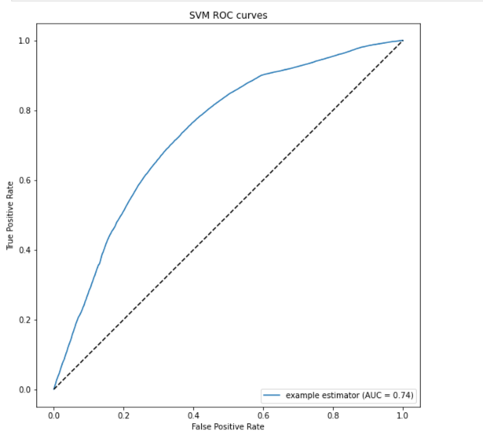 SVM ROC curves
1.0
0.8
0.6
0.4
0.2
0.0
True Positive Rate
example estimator (AUC = 0.74)
0.0 0.2 0.4 0.6 0.8 1.0
False Positive Rate